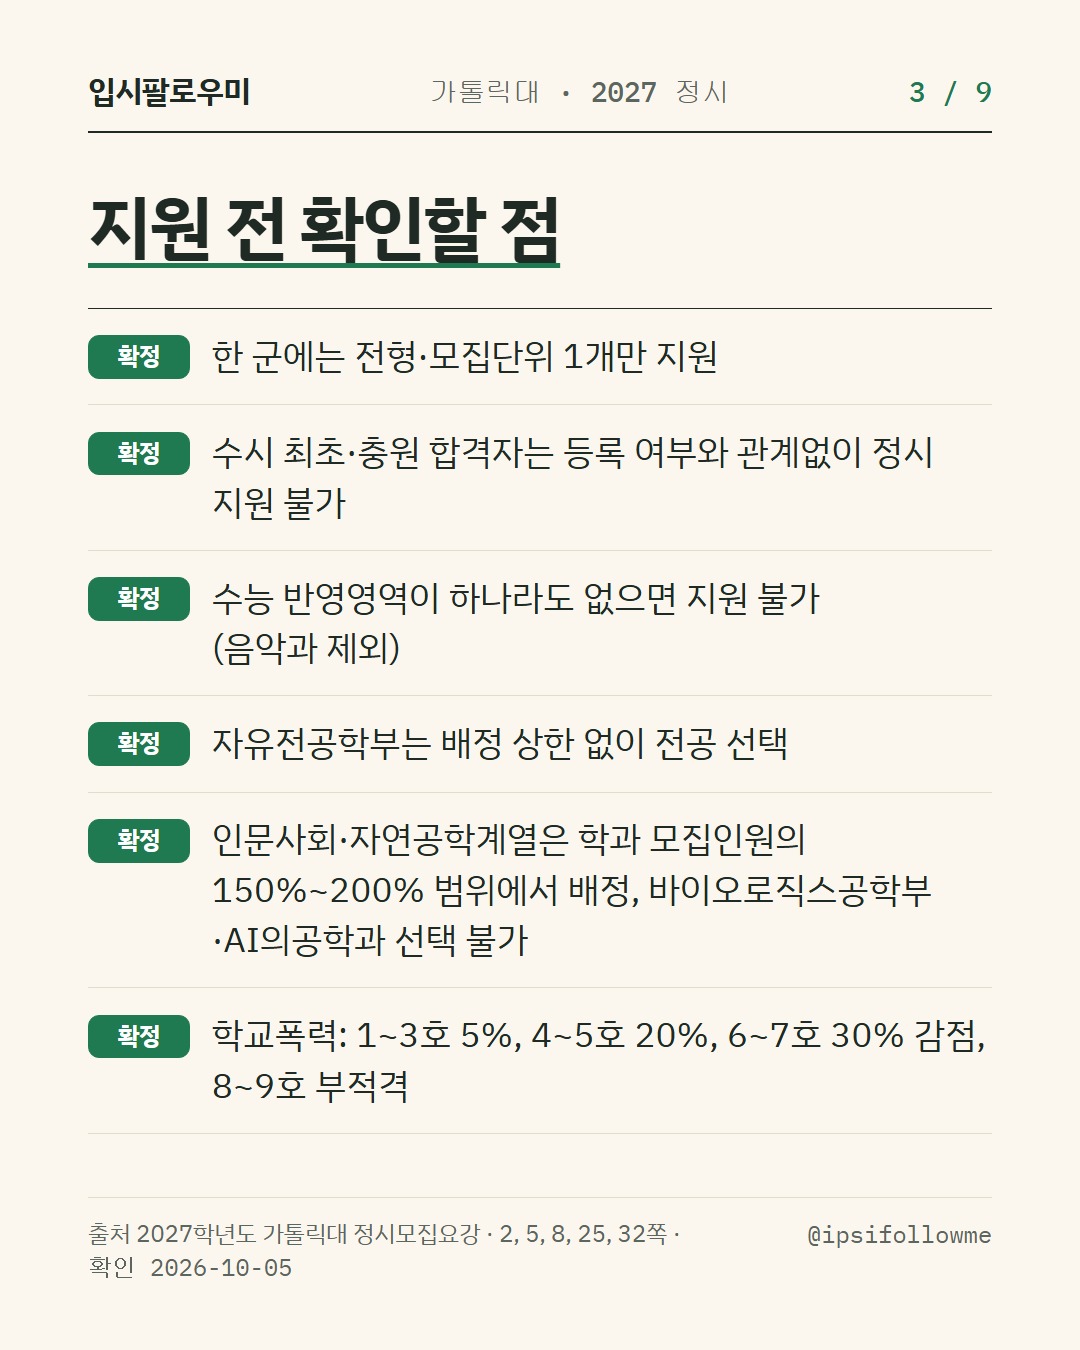 입시팔로우미
가톨릭대 · 2027 정시
3 / 9
지원 전 확인할 점
확정 한 군에는 전형·모집단위 1개만 지원
확정 수시 최초·충원 합격자는 등록 여부와 관계없이 정시
지원 불가
확정 수능 반영영역이 하나라도 없으면 지원 불가
(음악과 제외)
확정 자유전공학부는 배정 상한 없이 전공 선택
확정 인문사회·자연공학계열은 학과 모집인원의
150%~200% 범위에서 배정, 바이오로직스공학부
·AI의공학과 선택 불가
확정 학교폭력: 1~3호 5%, 4~5호 20%, 6~7호 30% 감점,
8~9호 부적격
출처 2027학년도 가톨릭대 정시모집요강 · 2, 5, 8, 25, 32쪽 ·
확인 2026-10-05
@ipsifollowme